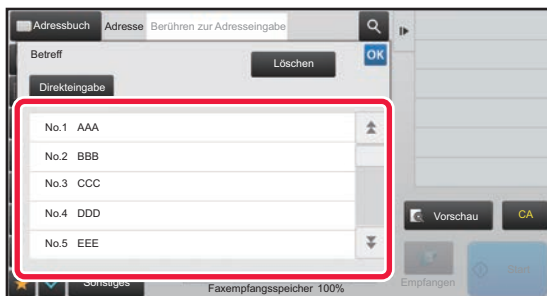 Adressbuch Adresse Berühren zur Adresseingabe
Betreff Löschen OK
Direkteingabe
No.1 AAA
No.2 BBB
No.3 CCC
No.4 DDD
No.5 EEE
Vorschau CA
Sonstiges Faxempfangsspeicher 100% Empfangen Start